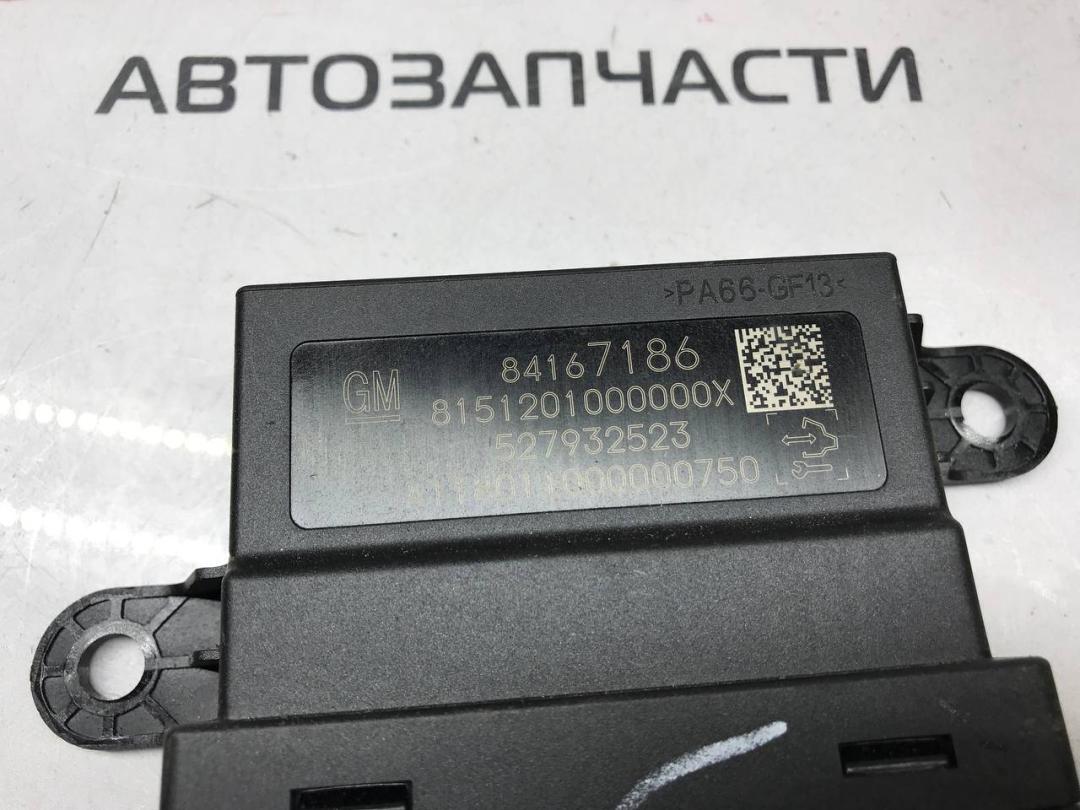 АВТОЗАПЧАСТИ
>PA66-GF13<
84167186
GM
8151201000000X
527932523